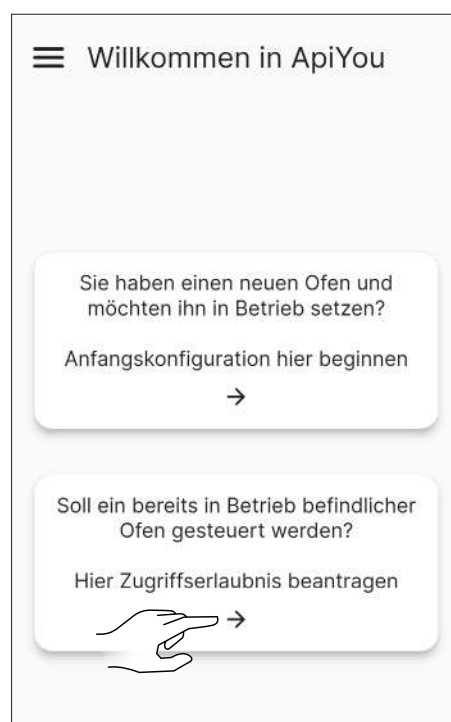 Willkommen in ApiYou
Sie haben einen neuen Ofen und
möchten ihn in Betrieb setzen?
Anfangskonfiguration hier beginnen
Soll ein bereits in Betrieb befindlicher
Ofen gesteuert werden?
Hier Zugriffserlaubnis beantragen